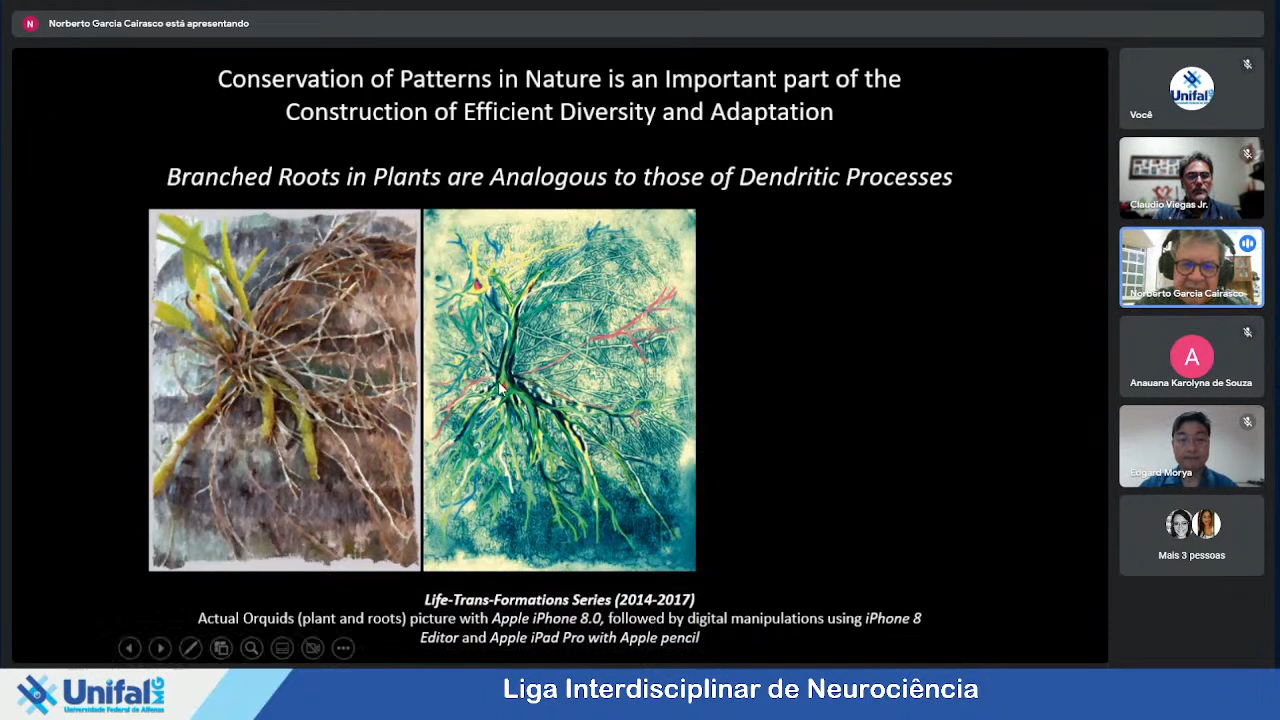 N Norberto Garcia Cairasco está apresentando
Conservation of Patterns in Nature is an Important part of the
Construction of Efficient Diversity and Adaptation
Branched Roots in Plants are Analogous to those of Dendritic Processes
Life-Trans-Formations Series (2014-2017)
Actual Orquids (plant and roots) picture with Apple iPhone 8.0, followed by digital manipulations using iPhone 8
Editor and Apple iPad Pro with Apple pencil
Unifal
Você
Claudio Viegas Jr.
Norberto Garcia Cairasco
A
Anauana Karolyna de Souza
Edgard Morya
Mais 3 pessoas
Unifal MG
Universidade Federal de Alfenas
Liga Interdisciplinar de Neurociência